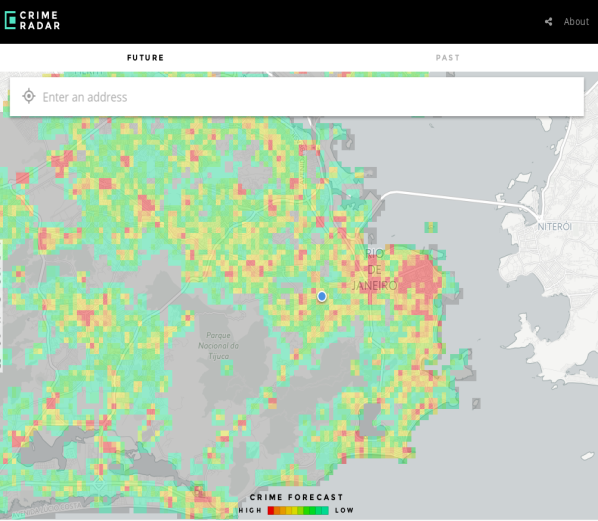 CRIME
RADAR
About
FUTURE
PAST
Enter an address
NITERÓI
RIO
DE
JANEIRO
Parque
Nacional da
Tijuca
CRIME FORECAST
HIGH
LOW